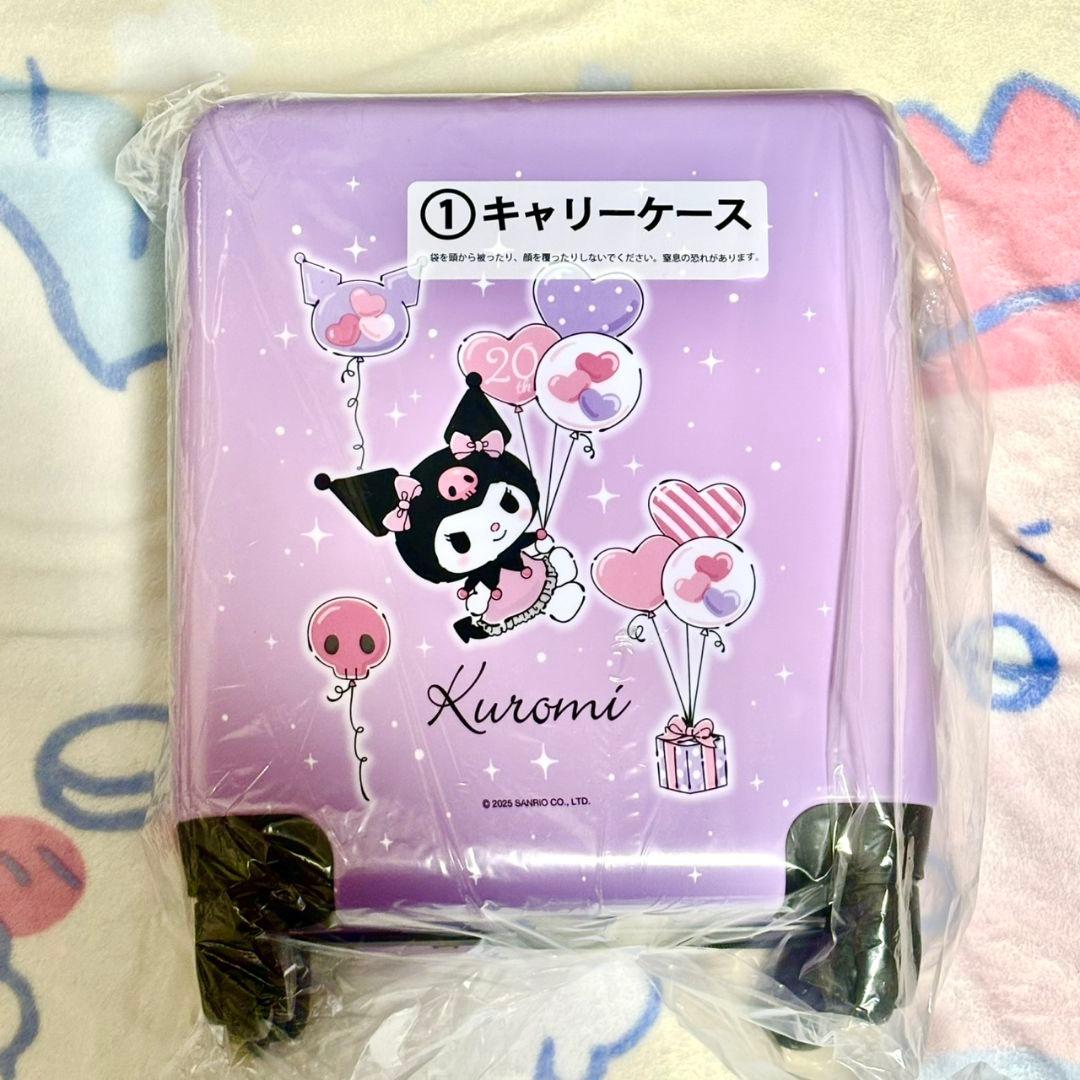 ①キャリーケース
袋を頭から被ったり、顔を覆ったりしないでください。窒息の恐れがあります。
20
th
Kuromi
© 2025 SANRIO CO., LTD.